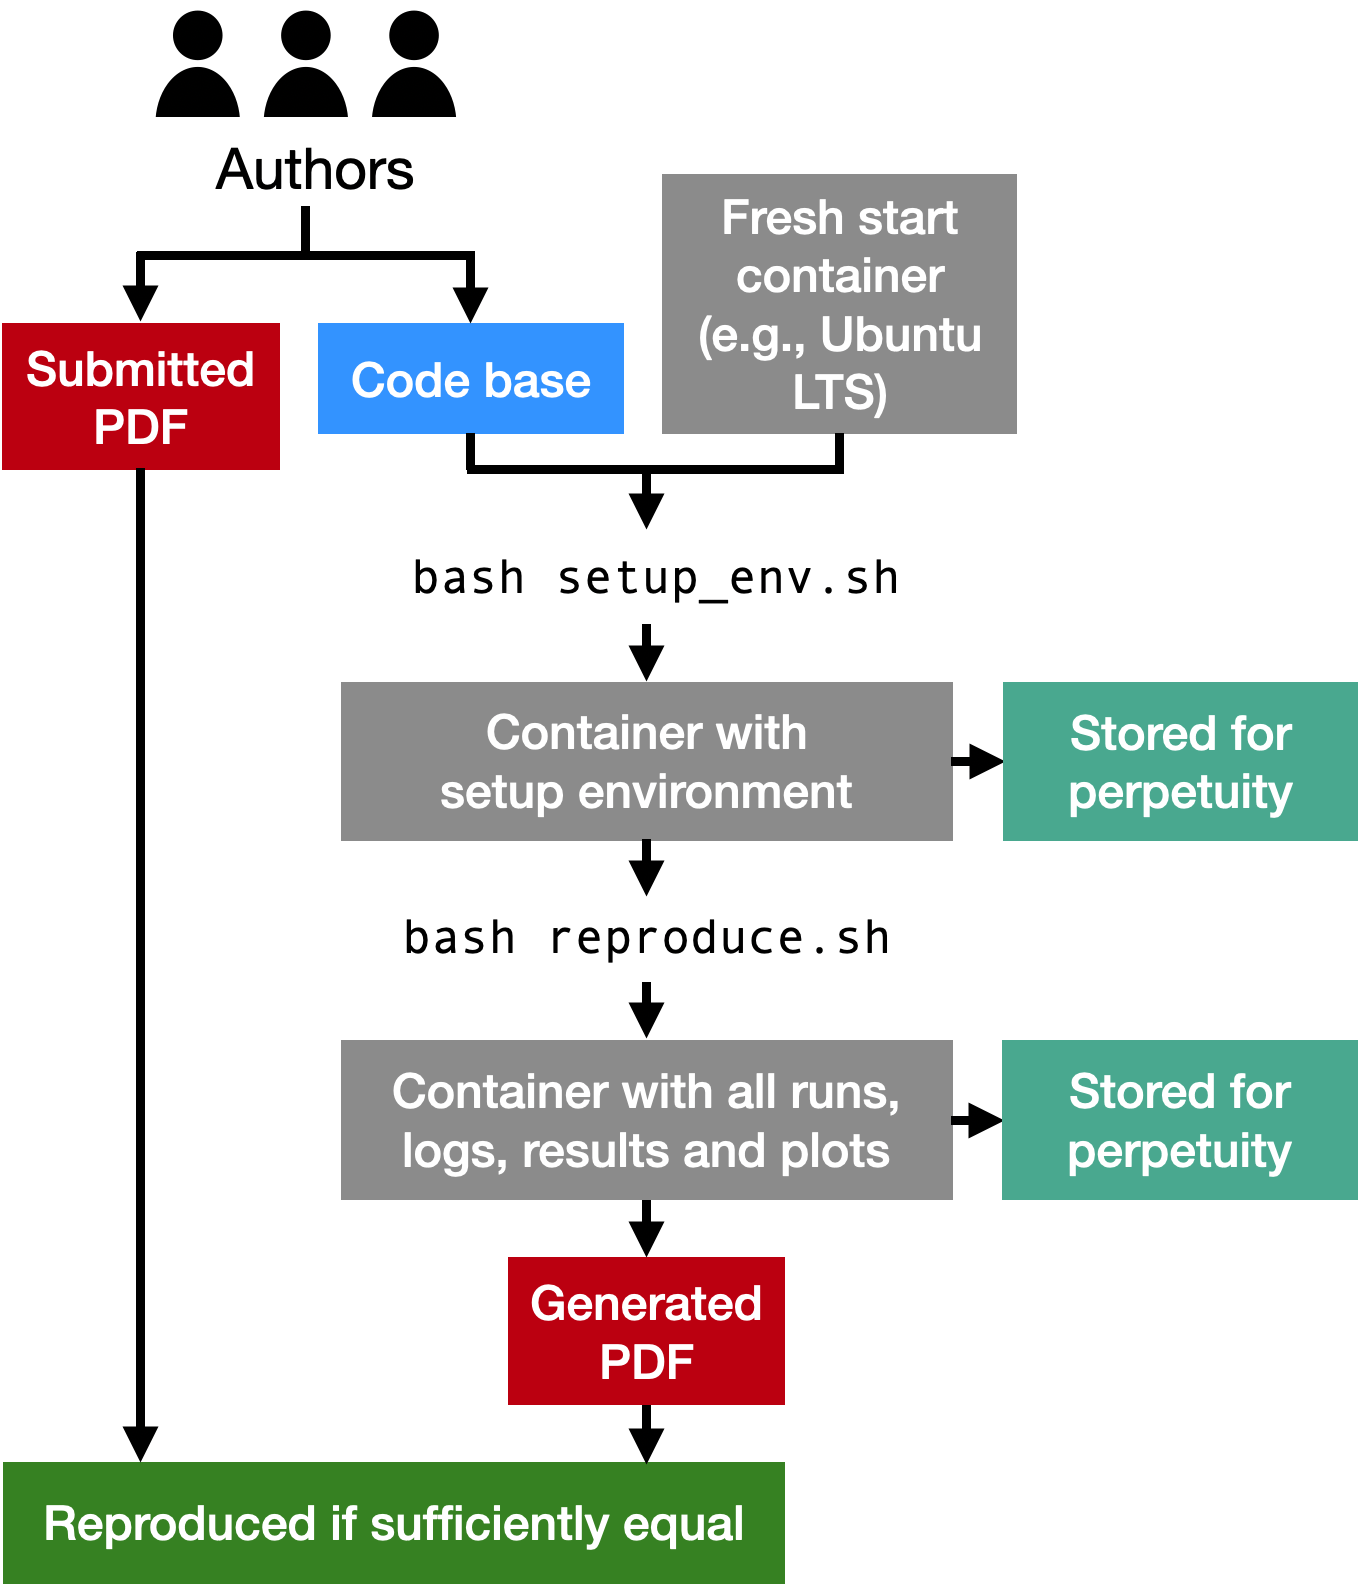 Authors
Submitted
PDF
Code base
Fresh start
container
(e.g., Ubuntu
LTS)
bash setup_env.sh
Container with
setup environment
Stored for
perpetuity
bash reproduce.sh
Container with all runs,
logs, results and plots
Stored for
perpetuity
Generated
PDF
Reproduced if sufficiently equal